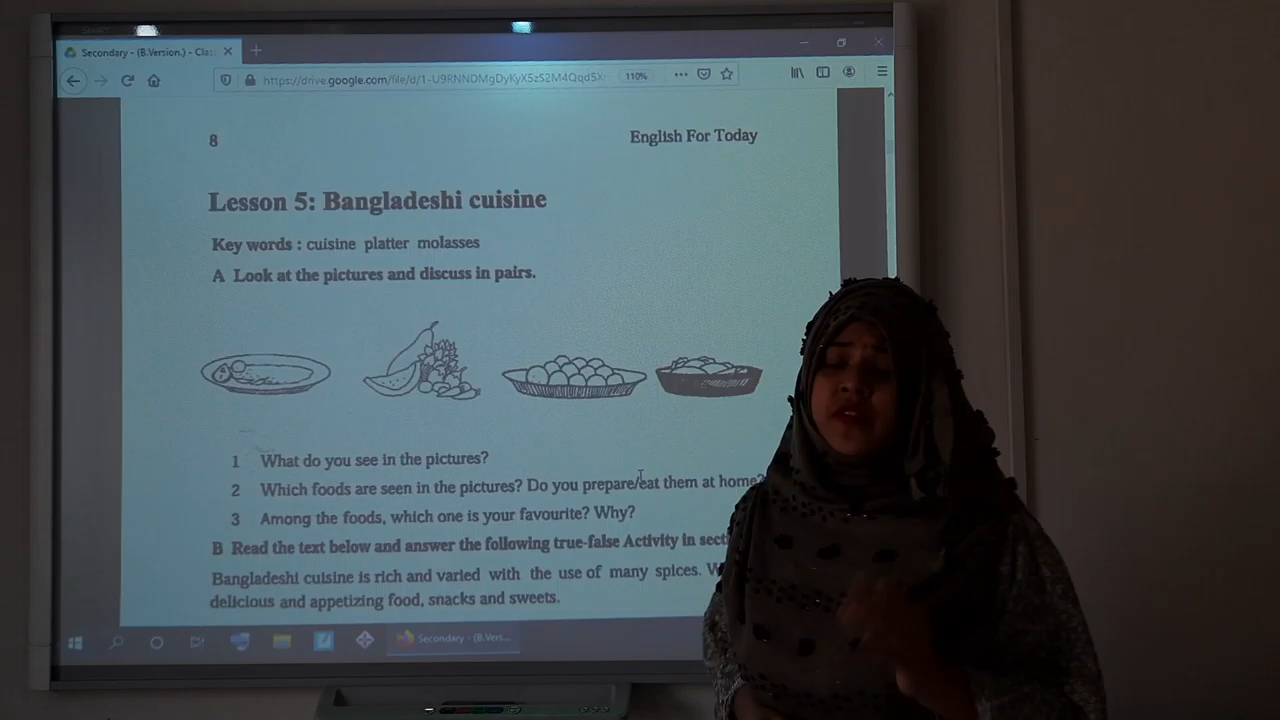 Secondary - (B.Version.) - Clas
https://drive.google.com/file/d/1-U9RNNDMgDyKyX5zS2M4Qqd5X
110%
8
English For Today
Lesson 5: Bangladeshi cuisine
Key words : cuisine platter molasses
A Look at the pictures and discuss in pairs.
1 What do you see in the pictures?
2 Which foods are seen in the pictures? Do you prepare/eat them at home?
3 Among the foods, which one is your favourite? Why?
B Read the text below and answer the following true-false Activity in sect
Bangladeshi cuisine is rich and varied with the use of many spices. W
delicious and appetizing food, snacks and sweets.
Secondary - (B.Vers...